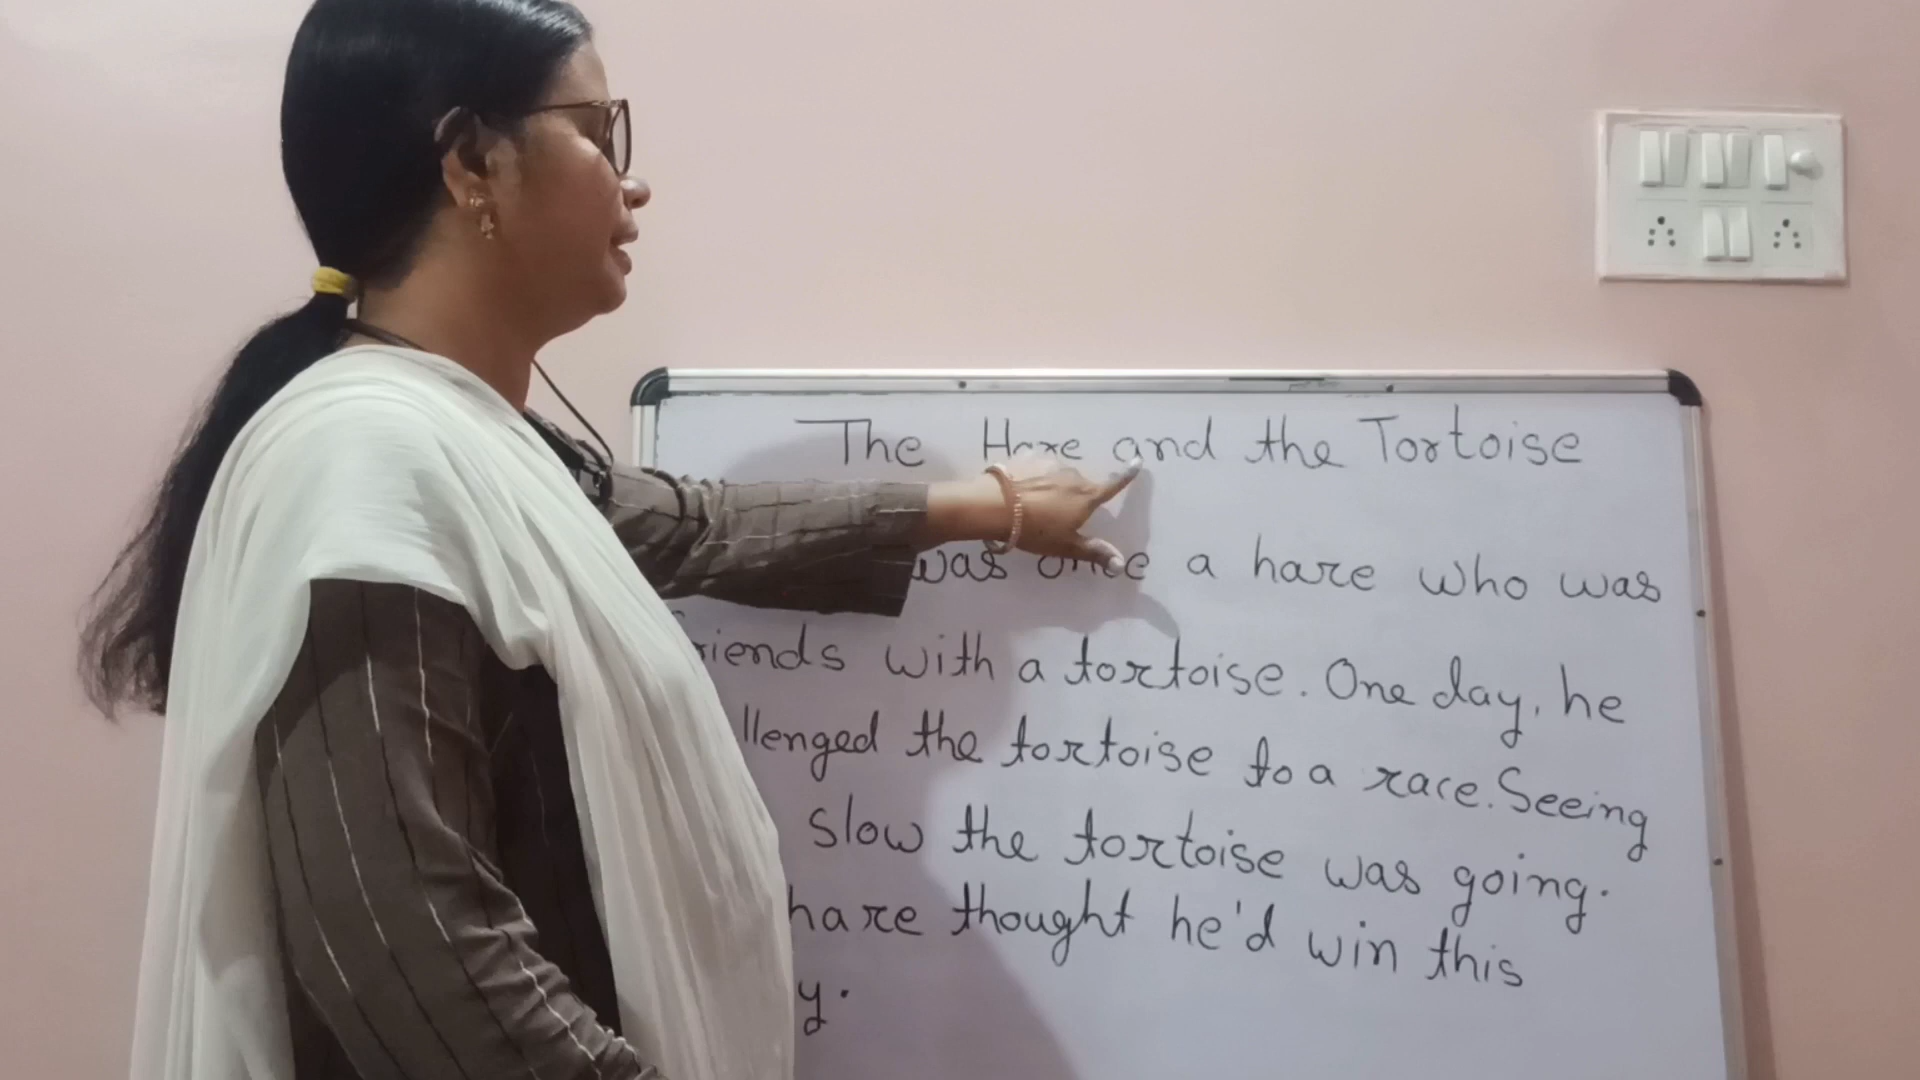 The Hare and the Tortoise
was once a hare who was
friends with a tortoise. One day, he
llenged the tortoise to a race. Seeing
slow the tortoise was going.
hare thought he'd win this
y.